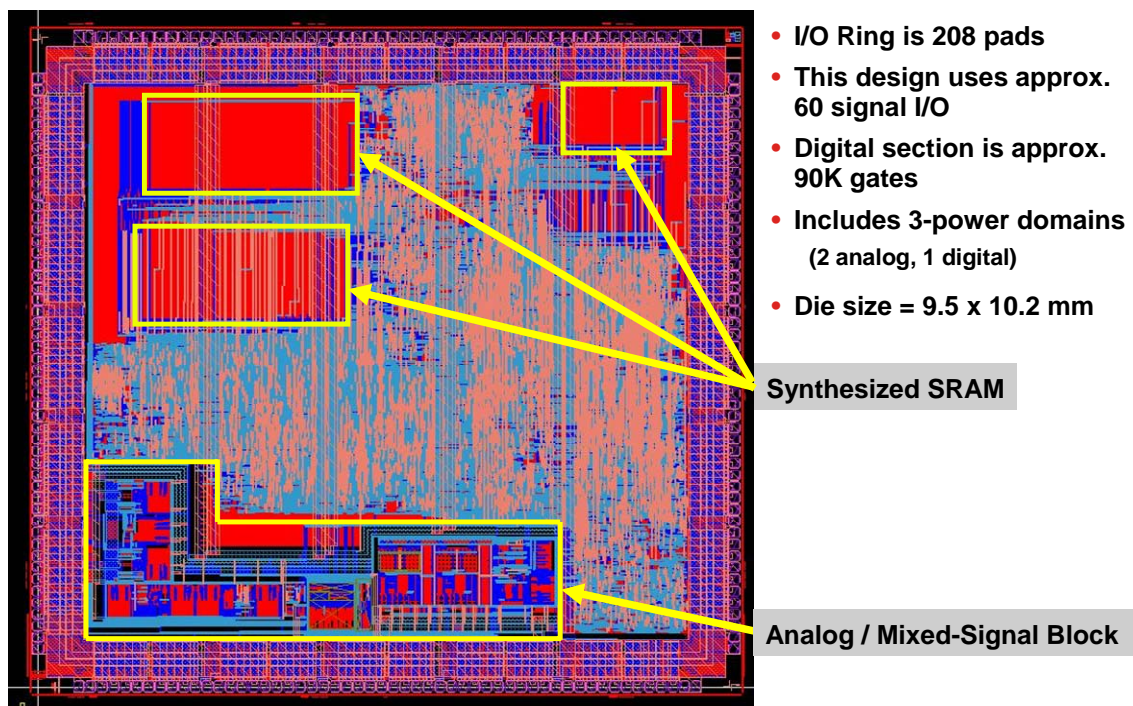 • I/O Ring is 208 pads
• This design uses approx.
60 signal I/O
• Digital section is approx.
90K gates
• Includes 3-power domains
(2 analog, 1 digital)
• Die size = 9.5 x 10.2 mm
Synthesized SRAM
Analog / Mixed-Signal Block